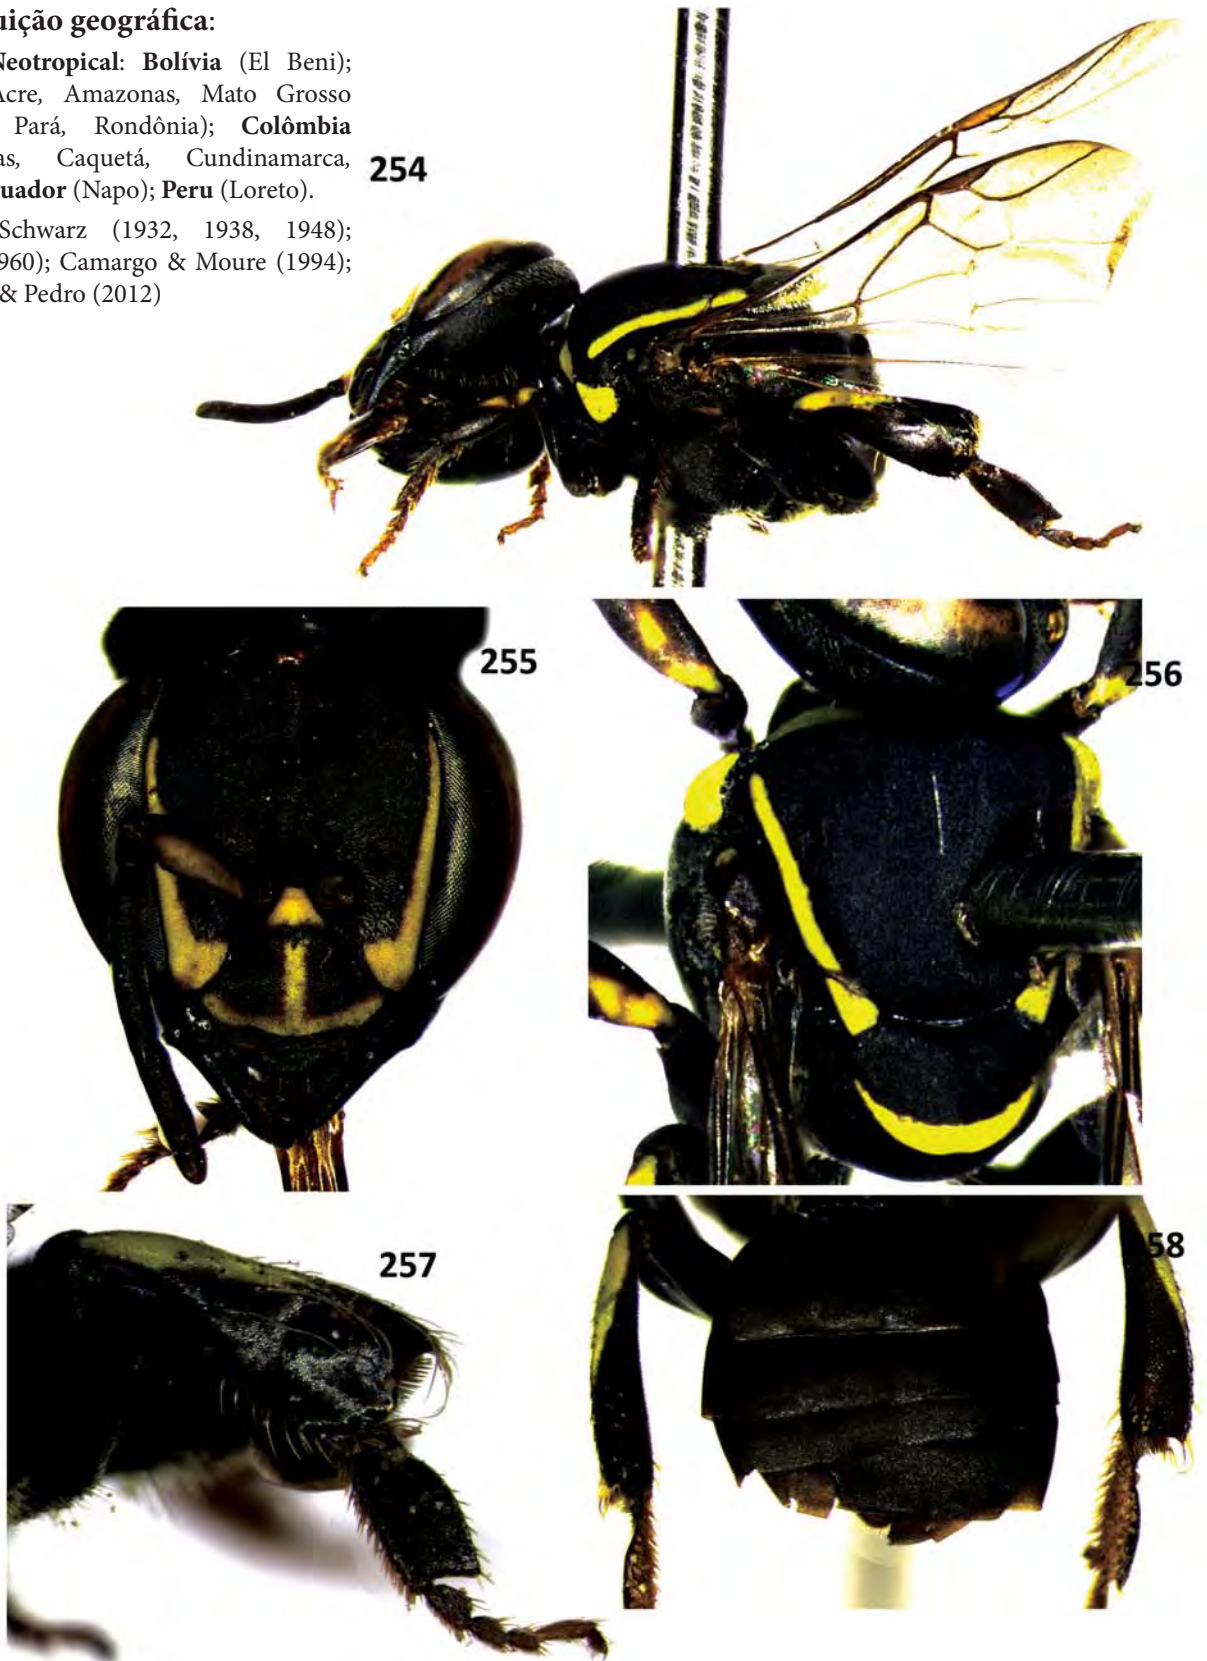 uição geográfica:
Neotropical: Bolívia (El Beni);
Acre, Amazonas, Mato Grosso
Pará, Rondônia); Colômbia
as, Caquetá, Cundinamarca,
uador (Napo); Peru (Loreto).
Schwarz (1932, 1938, 1948);
960); Camargo & Moure (1994);
& Pedro (2012)
254
255
256
257
58